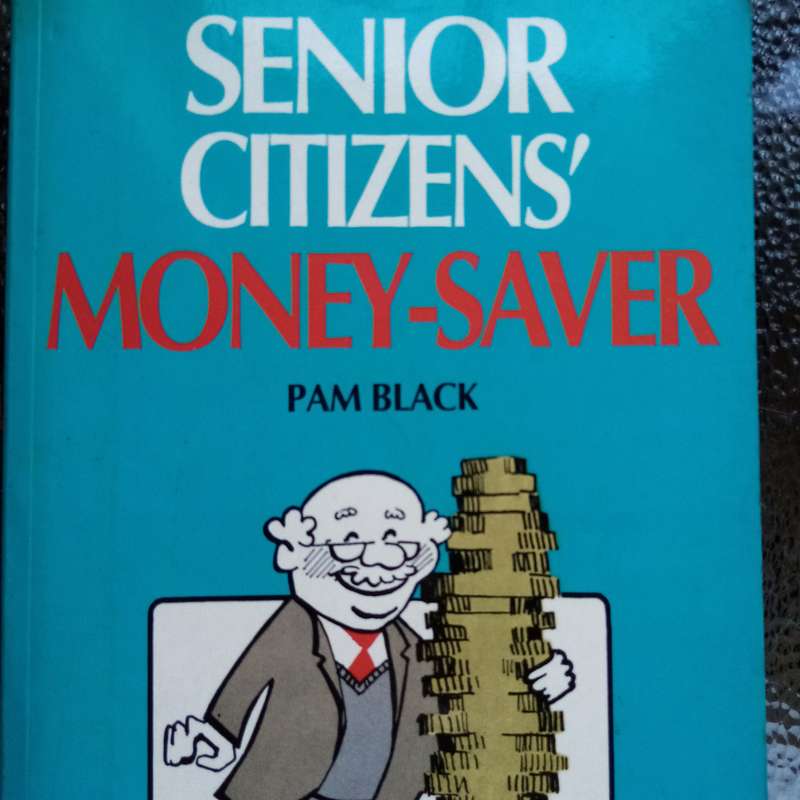 SENIOR
CITIZENS'
MONEY-SAVER
PAM BLACK